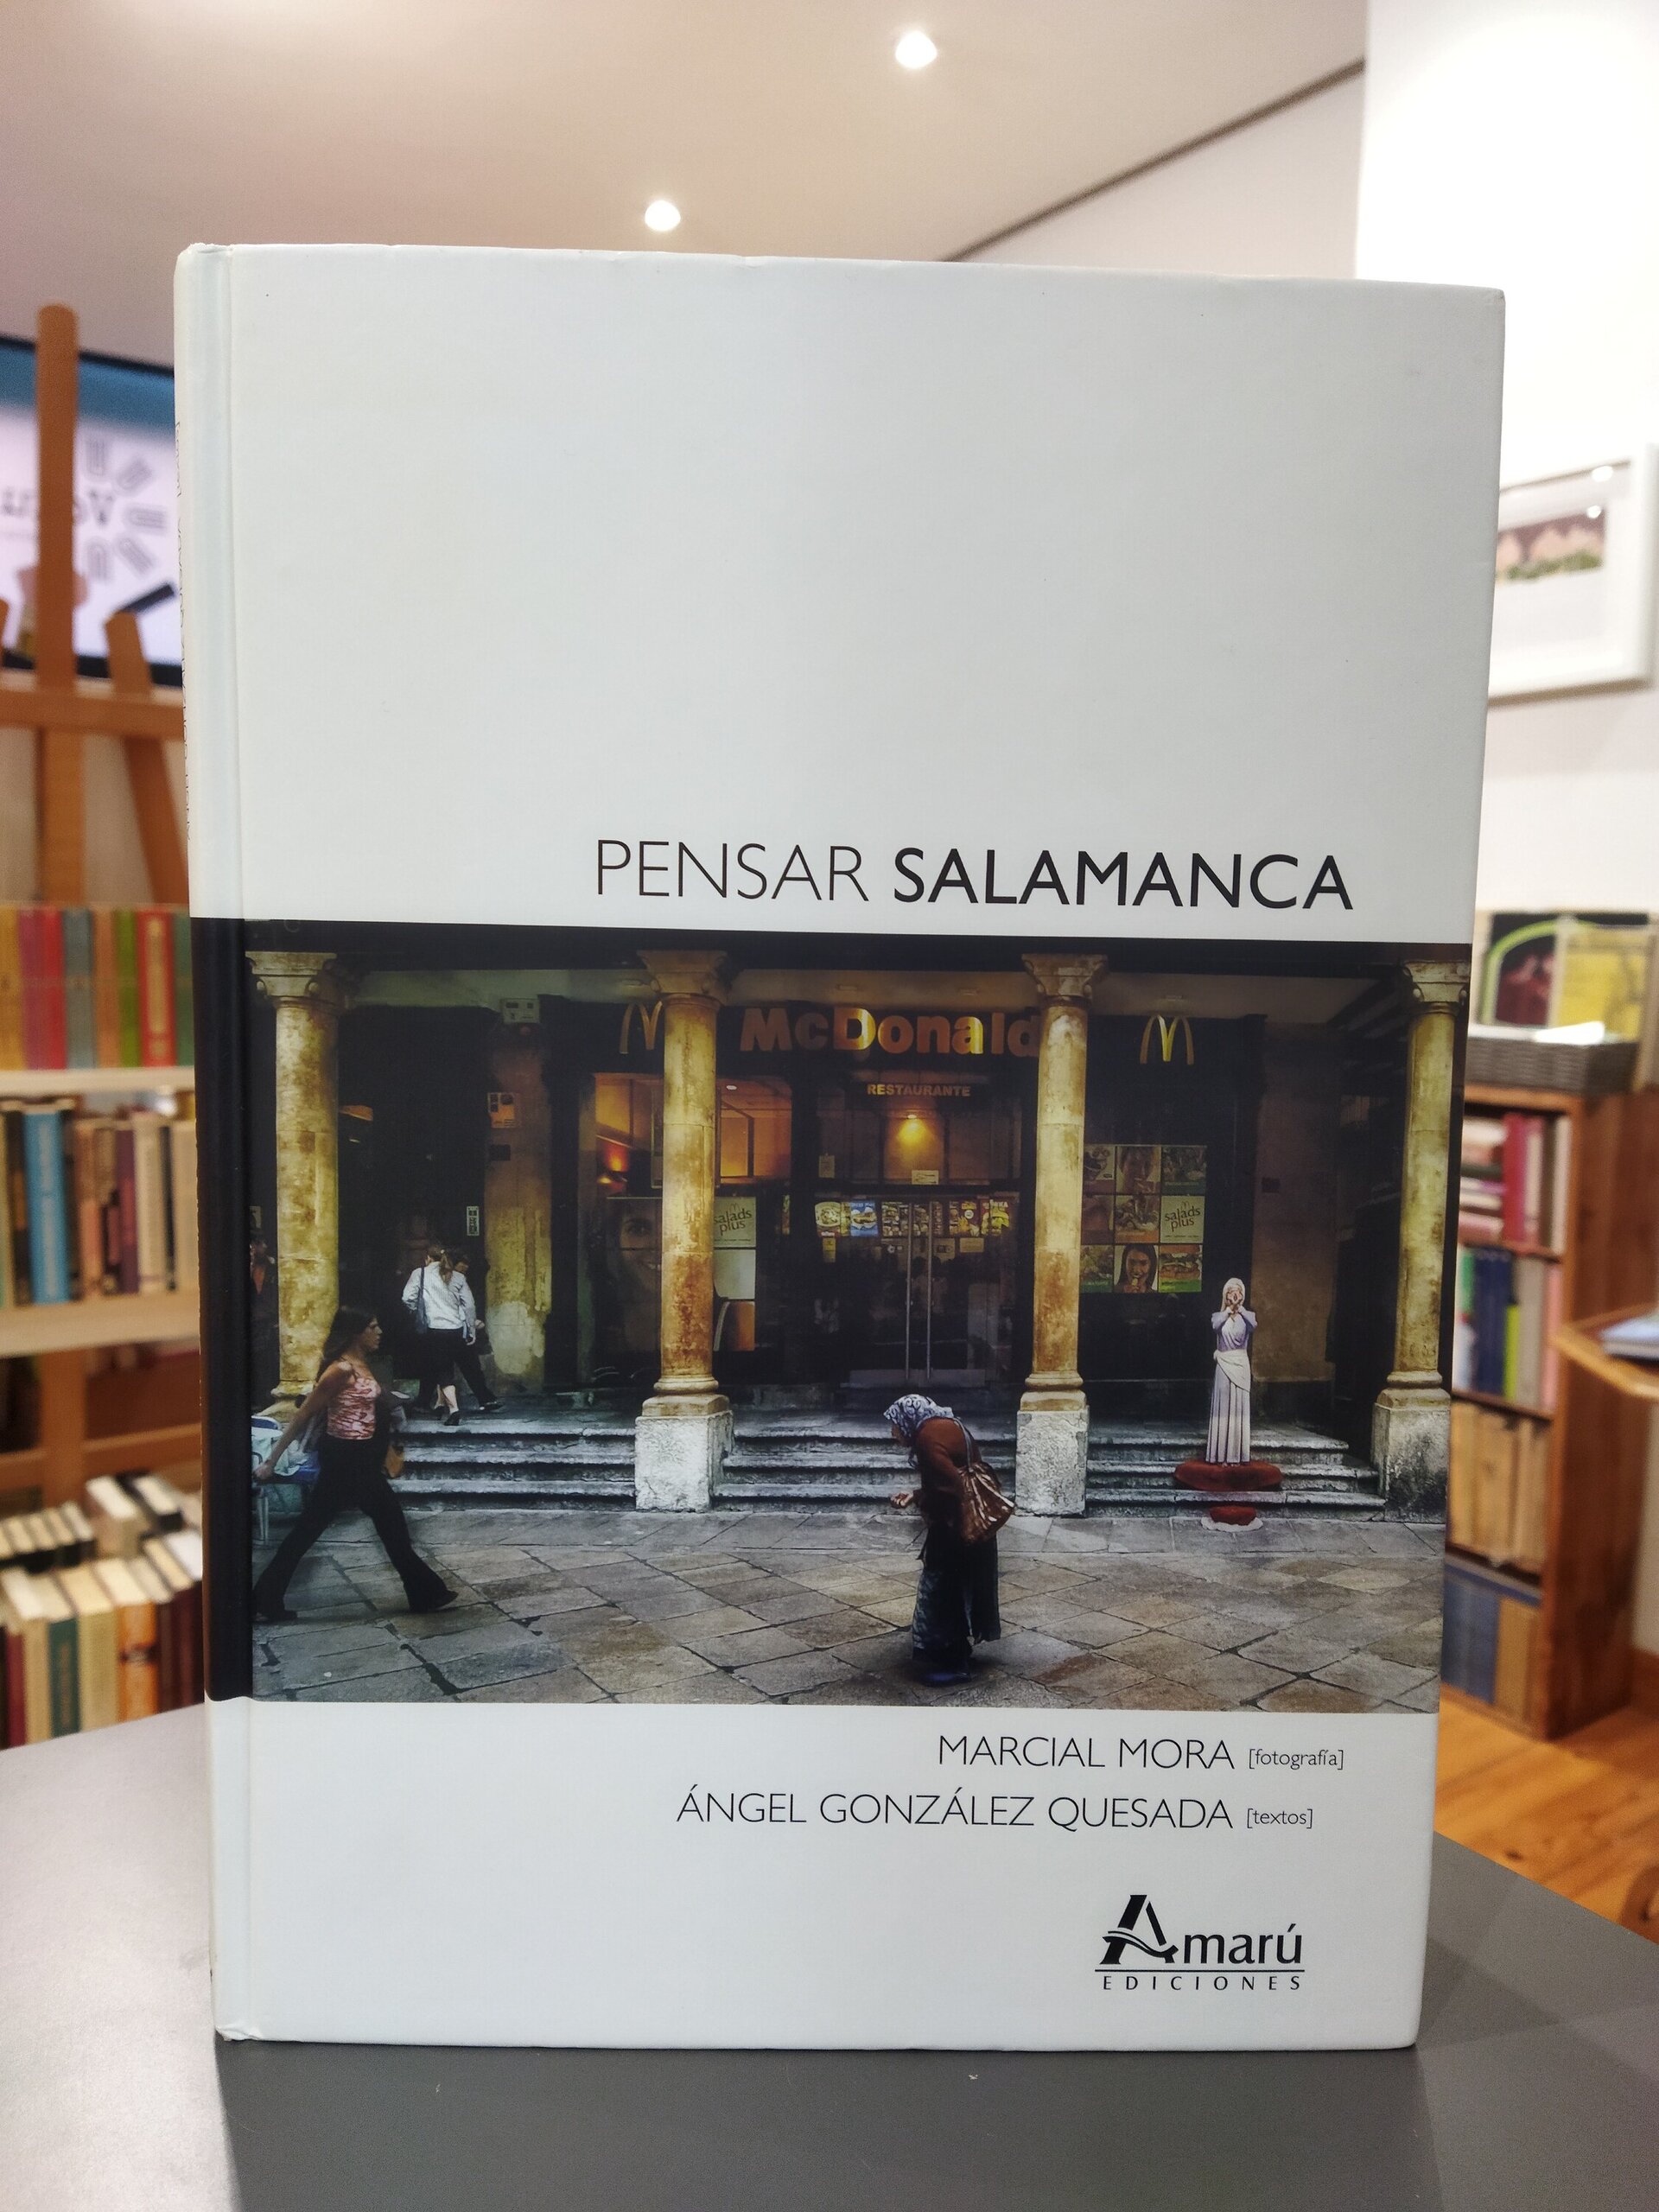 PENSAR SALAMANCA
McDonald
RESTAURANTE
salads
plus
salads
plus
MARCIAL MORA [fotografía]
ÁNGEL GONZÁLEZ QUESADA [textos]
Amarú
EDICIONES